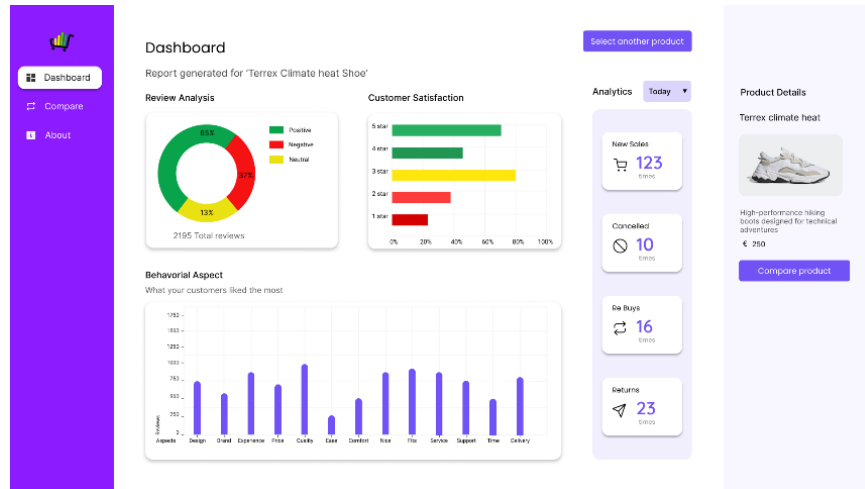 Dashboard
Compare
About
Dashboard
Select another product
Report generated for 'Terrex Climate heat Shoe'
Review Analysis
65%
37%
13%
Positive
Negative
Neutral
2195 Total reviews
Customer Satisfaction
5 star
4 star
3 star
2 star
1 star
0% 20% 40% 60% 80% 100%
Behavorial Aspect
What your customers liked the most
1750
1250
1000
750
250
0
Reviews
Aspects Design Brand Experience Price Quality Ease Comfort Nice Fits Service Support Time Delivery
Analytics
Today
New Sales
123
times
Cancelled
10
times
Re Buys
16
times
Returns
23
times
Product Details
Terrex climate heat
High-performance hiking
boots designed for technical
adventures
€ 250
Compare product